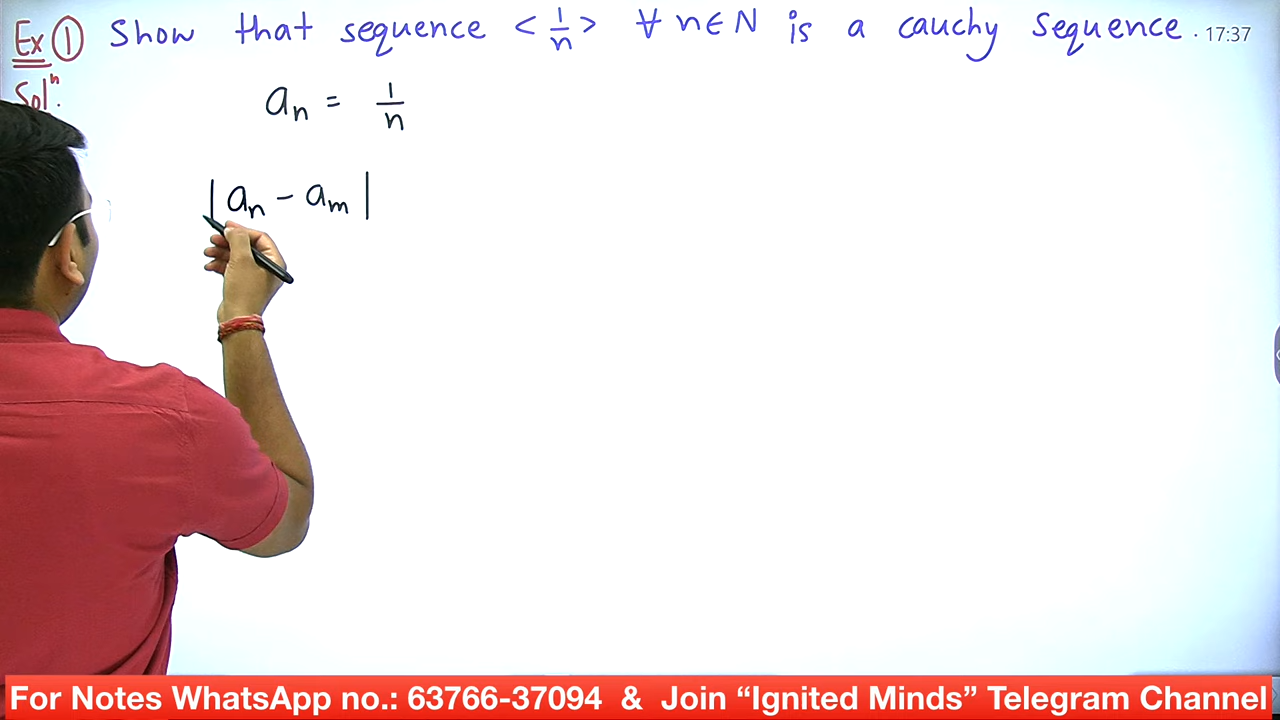 Ex ① Show that sequence < 1/n > ∀ n ∈ N is a cauchy sequence. 17:37
Solⁿ.
aₙ = 1/n
|aₙ - aₘ|
For Notes WhatsApp no.: 63766-37094 & Join “Ignited Minds” Telegram Channel